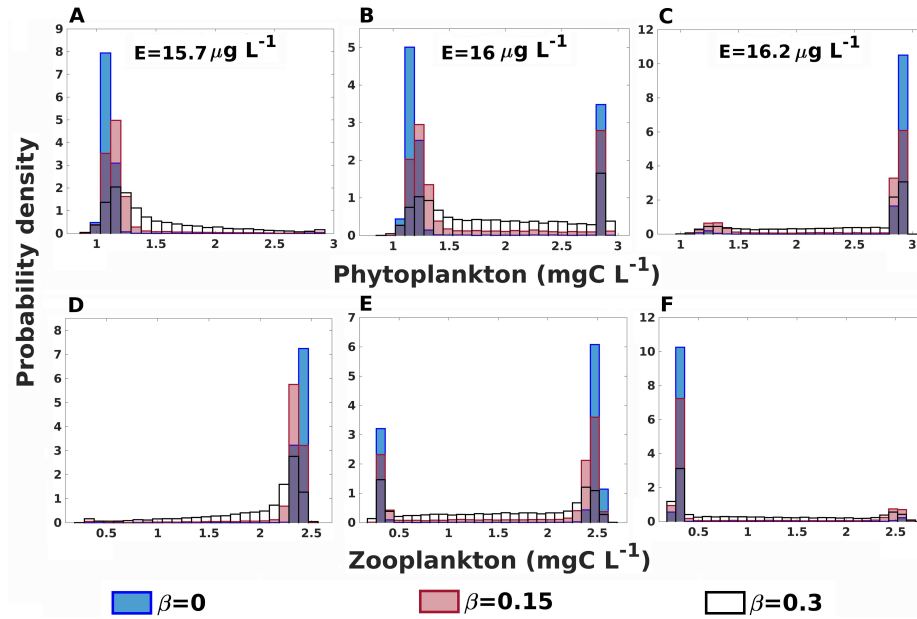 A
B
C
E=15.7 μg L-1
E=16 μg L-1
E=16.2 μg L-1
9
8
7
6
5
4
3
2
1
0
5
4
3
2
1
0
12
10
8
6
4
2
0
1 1.5 2 2.5 3
1 1.5 2 2.5 3
1 1.5 2 2.5 3
Phytoplankton (mgC L-1)
Probability density
D
E
F
8
7
6
5
4
3
2
1
0
7
6
5
4
3
2
1
0
12
10
8
6
4
2
0
0.5 1 1.5 2 2.5
0.5 1 1.5 2 2.5
0.5 1 1.5 2 2.5
Zooplankton (mgC L-1)
β=0
β=0.15
β=0.3